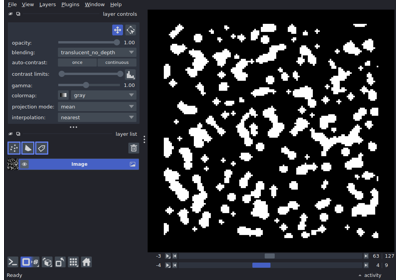 File View Layers Plugins Window Help
layer controls
opacity: 1.00
blending: translucent_no_depth
auto-contrast: once continuous
contrast limits:
gamma: 1.00
colormap: gray
projection mode: mean
interpolation: nearest
layer list
Image
-3 63 127
-4 4 9
Ready activity